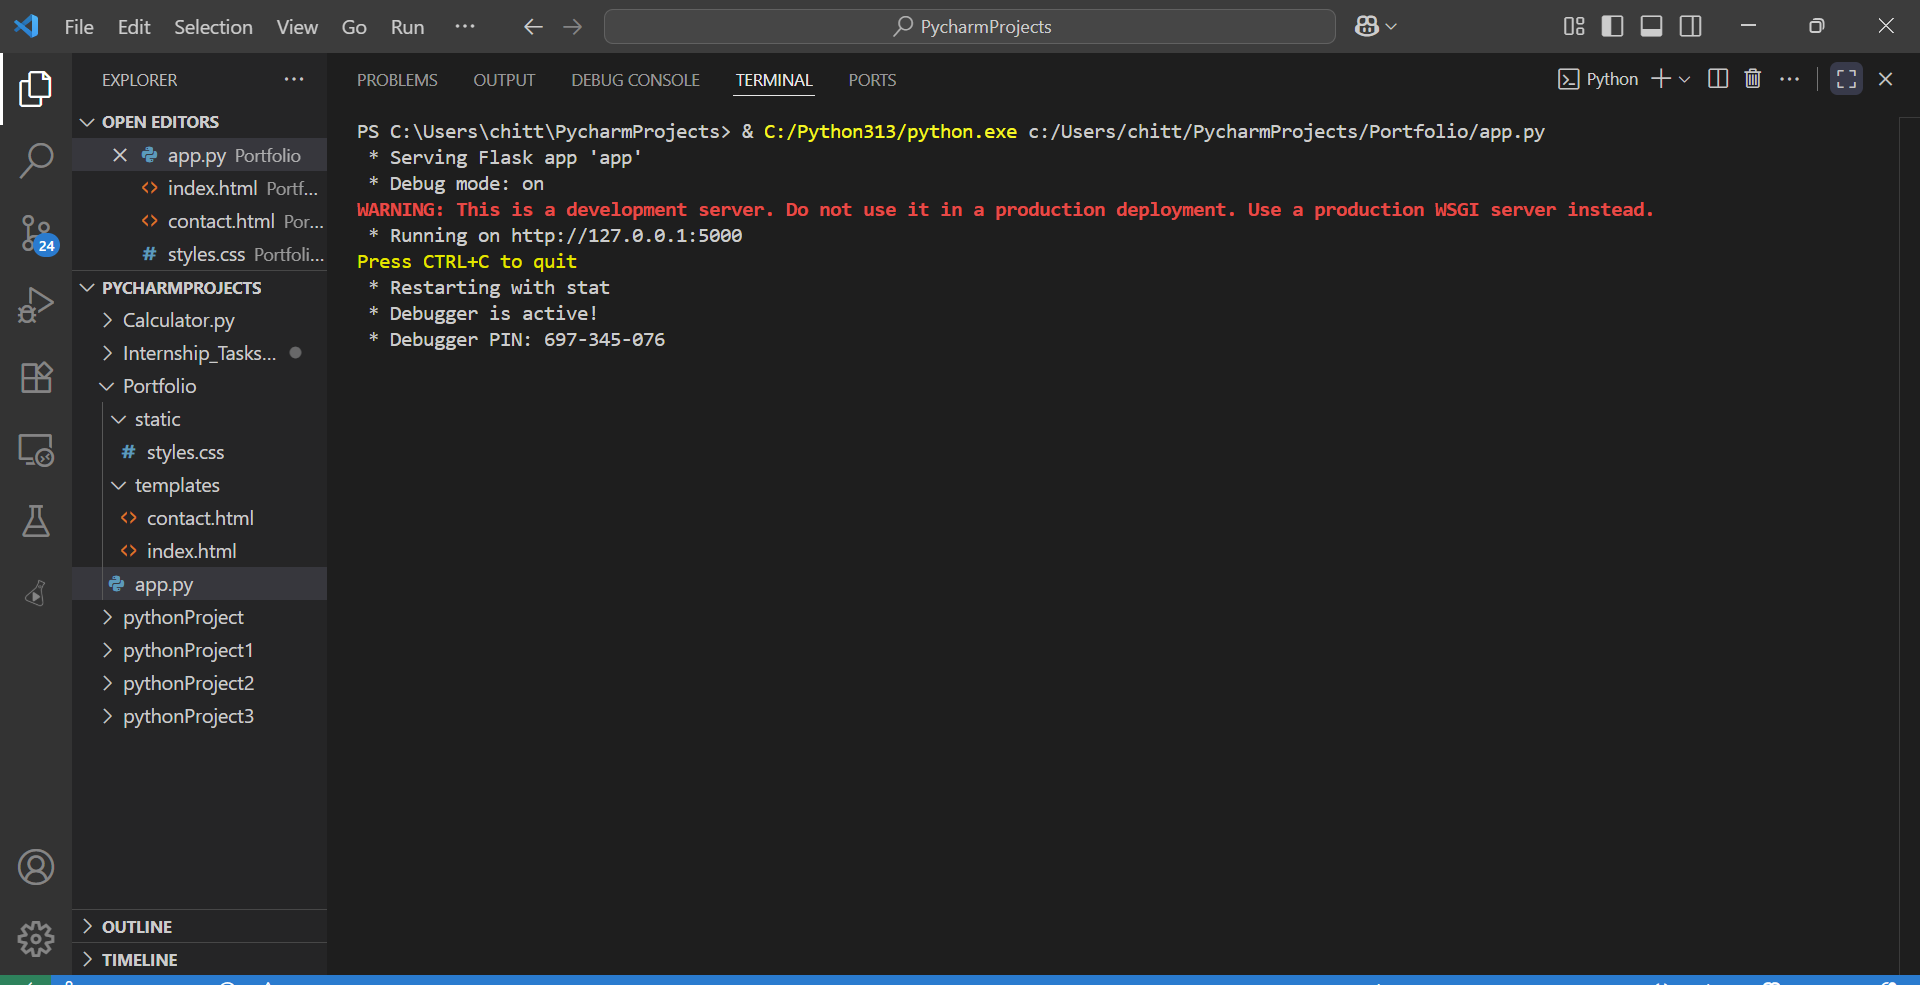 File Edit Selection View Go Run ··· PycharmProjects
EXPLORER ···
OPEN EDITORS
app.py Portfolio
index.html Portf...
contact.html Por...
styles.css Portfoli...
PYCHARMPROJECTS
Calculator.py
Internship_Tasks...
Portfolio
static
styles.css
templates
contact.html
index.html
app.py
pythonProject
pythonProject1
pythonProject2
pythonProject3
OUTLINE
TIMELINE
24
PROBLEMS OUTPUT DEBUG CONSOLE TERMINAL PORTS
Python
PS C:\Users\chitt\PycharmProjects> & C:/Python313/python.exe c:/Users/chitt/PycharmProjects/Portfolio/app.py
* Serving Flask app 'app'
* Debug mode: on
WARNING: This is a development server. Do not use it in a production deployment. Use a production WSGI server instead.
* Running on http://127.0.0.1:5000
Press CTRL+C to quit
* Restarting with stat
* Debugger is active!
* Debugger PIN: 697-345-076